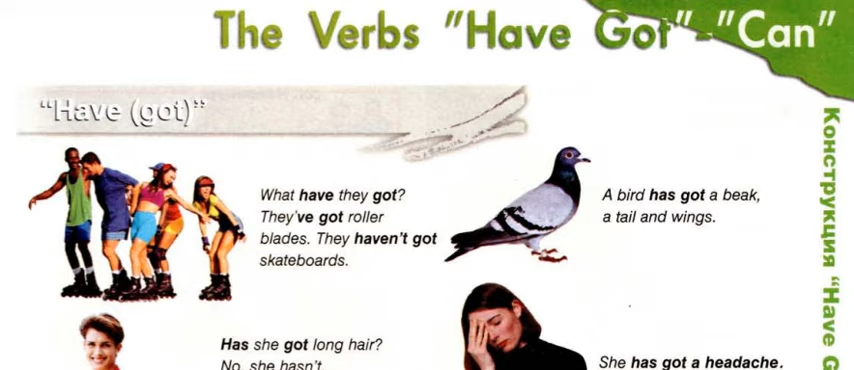 The Verbs "Have Got"-"Can"
"Have (got)"
What have they got?
They've got roller
blades. They haven't got
skateboards.
A bird has got a beak,
a tail and wings.
Has she got long hair?
No, she hasn't.
She has got a headache.
Конструкция "Have G